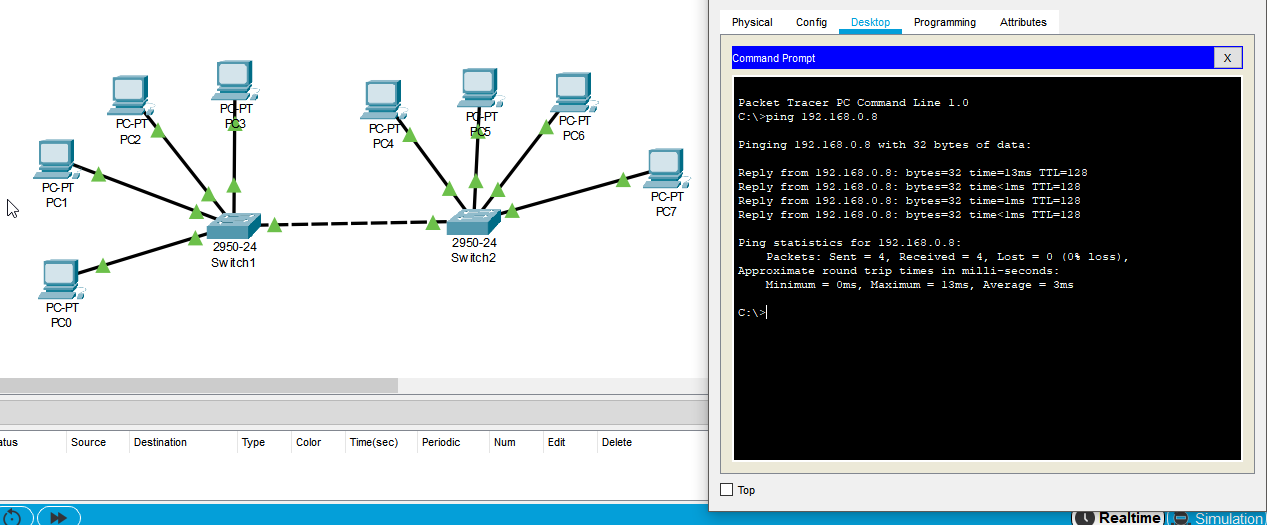 PC-PT
PC3
PC-PT
PC2
PC-PT
PC1
PC-PT
PC0
2950-24
Switch1
PC-PT
PC4
PC-PT
PC5
PC-PT
PC6
PC-PT
PC7
2950-24
Switch2
atus Source Destination Type Color Time(sec) Periodic Num Edit Delete
Physical Config Desktop Programming Attributes
Command Prompt X
Packet Tracer PC Command Line 1.0
C:\>ping 192.168.0.8
Pinging 192.168.0.8 with 32 bytes of data:
Reply from 192.168.0.8: bytes=32 time=13ms TTL=128
Reply from 192.168.0.8: bytes=32 time<1ms TTL=128
Reply from 192.168.0.8: bytes=32 time<1ms TTL=128
Reply from 192.168.0.8: bytes=32 time<1ms TTL=128
Ping statistics for 192.168.0.8:
Packets: Sent = 4, Received = 4, Lost = 0 (0% loss),
Approximate round trip times in milli-seconds:
Minimum = 0ms, Maximum = 13ms, Average = 3ms
C:\>
Top
Realtime Simulation